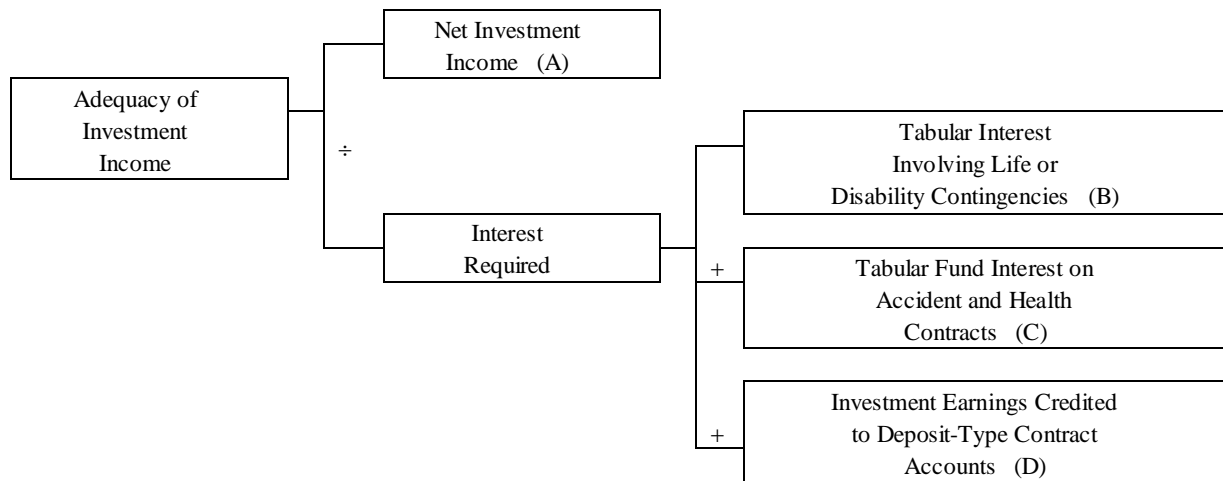 Net Investment
Income (A)
Adequacy of
Investment
Income
÷
Tabular Interest
Involving Life or
Disability Contingencies (B)
Interest
Required
+
Tabular Fund Interest on
Accident and Health
Contracts (C)
+
Investment Earnings Credited
to Deposit-Type Contract
Accounts (D)